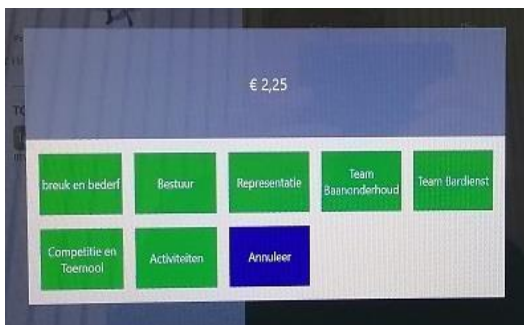 € 2,25
breuk en bederf
Bestuur
Representatie
Team
Baanonderhoud
Team Bardienst
Competitie en
Toernooi
Activiteiten
Annuleer